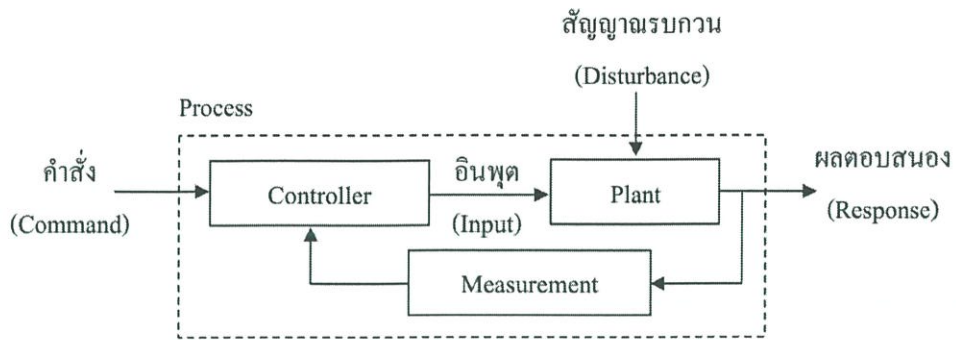 สัญญาณรบกวน
(Disturbance)
Process
คำสั่ง
(Command)
Controller
อินพุต
(Input)
Plant
ผลตอบสนอง
(Response)
Measurement